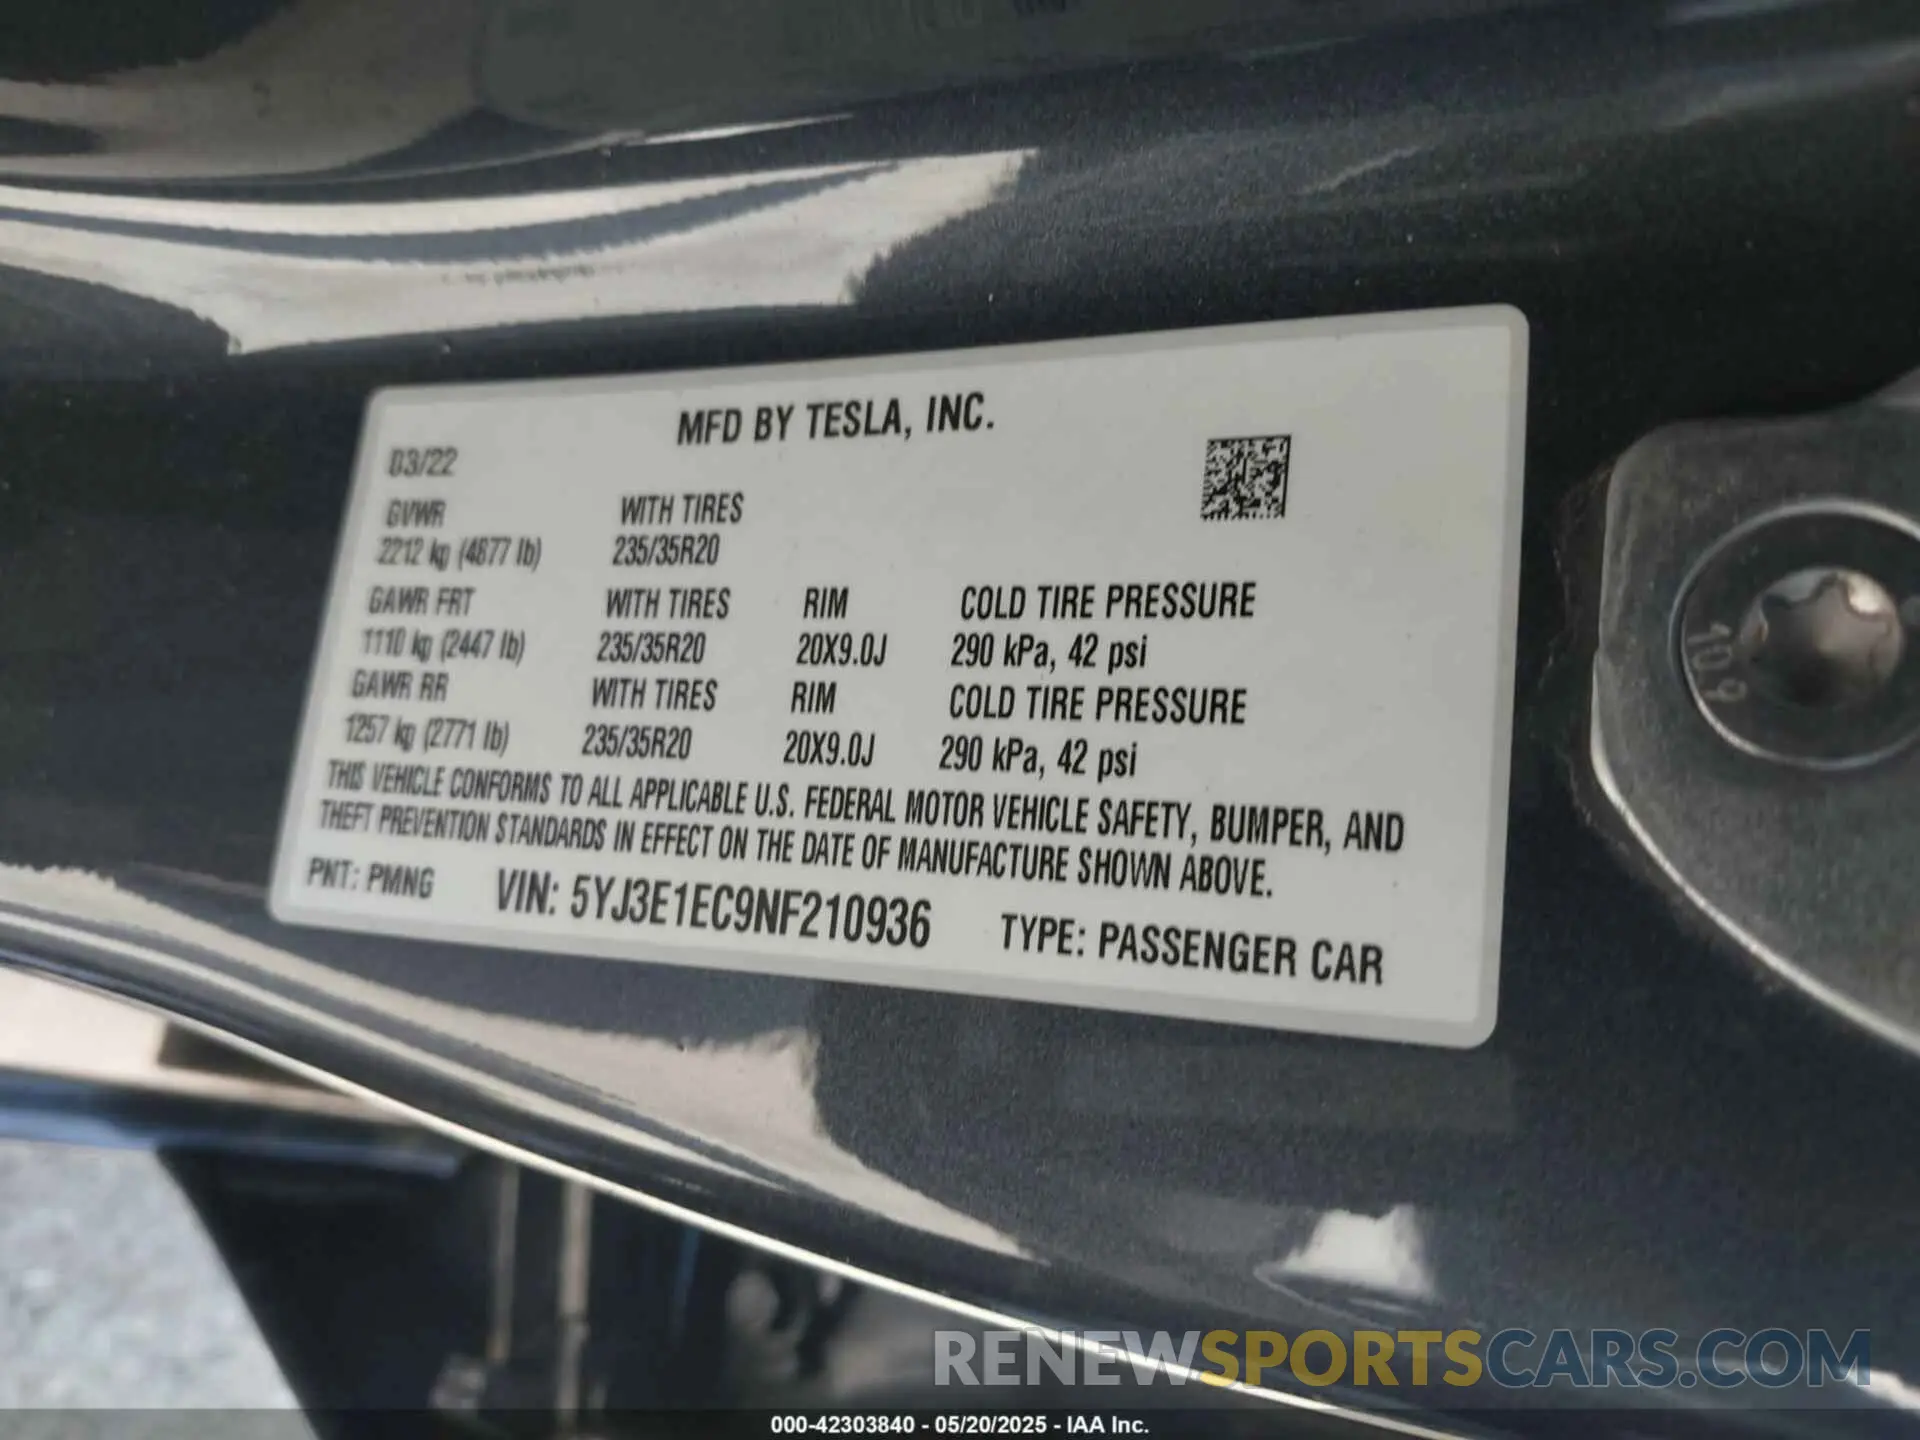 MFD BY TESLA, INC.
03/22
GVWR WITH TIRES
2212 kg (4877 lb) 235/35R20
GAWR FRT WITH TIRES RIM COLD TIRE PRESSURE
1110 kg (2447 lb) 235/35R20 20X9.0J 290 kPa, 42 psi
GAWR RR WITH TIRES RIM COLD TIRE PRESSURE
1257 kg (2771 lb) 235/35R20 20X9.0J 290 kPa, 42 psi
THIS VEHICLE CONFORMS TO ALL APPLICABLE U.S. FEDERAL MOTOR VEHICLE SAFETY, BUMPER, AND
THEFT PREVENTION STANDARDS IN EFFECT ON THE DATE OF MANUFACTURE SHOWN ABOVE.
PNT: PMNG VIN: 5YJ3E1EC9NF210936 TYPE: PASSENGER CAR
10.9
RENEWSPORTSCARS.COM
000-42303840 - 05/20/2025 - IAA Inc.